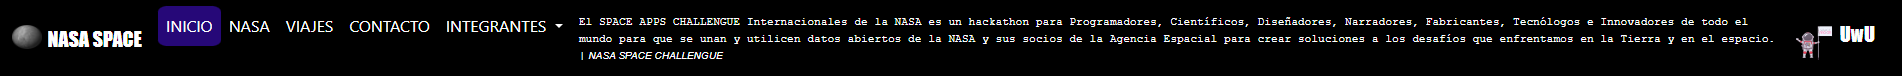 NASA SPACE
INICIO NASA VIAJES CONTACTO INTEGRANTES
El SPACE APPS CHALLENGUE Internacionales de la NASA es un hackathon para Programadores, Científicos, Diseñadores, Narradores, Fabricantes, Tecnólogos e Innovadores de todo el
mundo para que se unan y utilicen datos abiertos de la NASA y sus socios de la Agencia Espacial para crear soluciones a los desafíos que enfrentamos en la Tierra y en el espacio.
| NASA SPACE CHALLENGUE
UwU